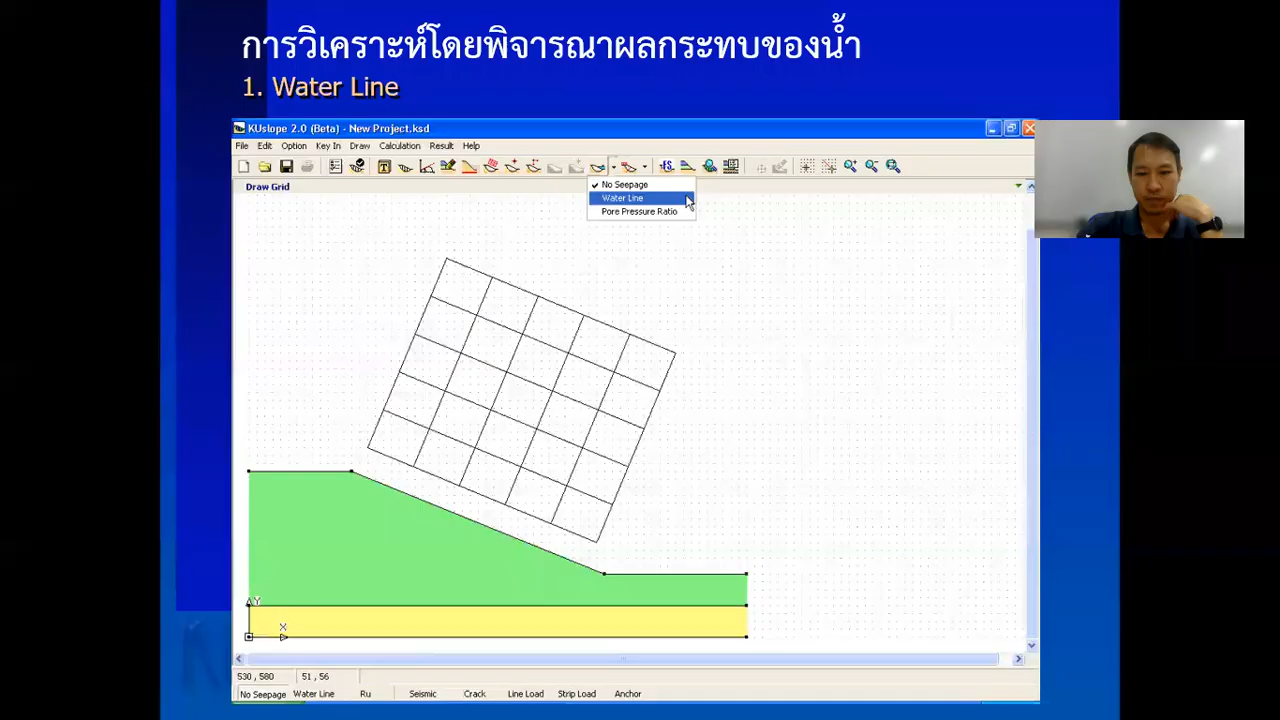 การวิเคราะห์โดยพิจารณาผลกระทบของน้ำ
1. Water Line
KUslope 2.0 (Beta) - New Project.ksd
File Edit Option Key In Draw Calculation Result Help
Draw Grid
No Seepage
Water Line
Pore Pressure Ratio
Y
X
530 , 580 51 , 56
No Seepage Water Line Ru Seismic Crack Line Load Strip Load Anchor